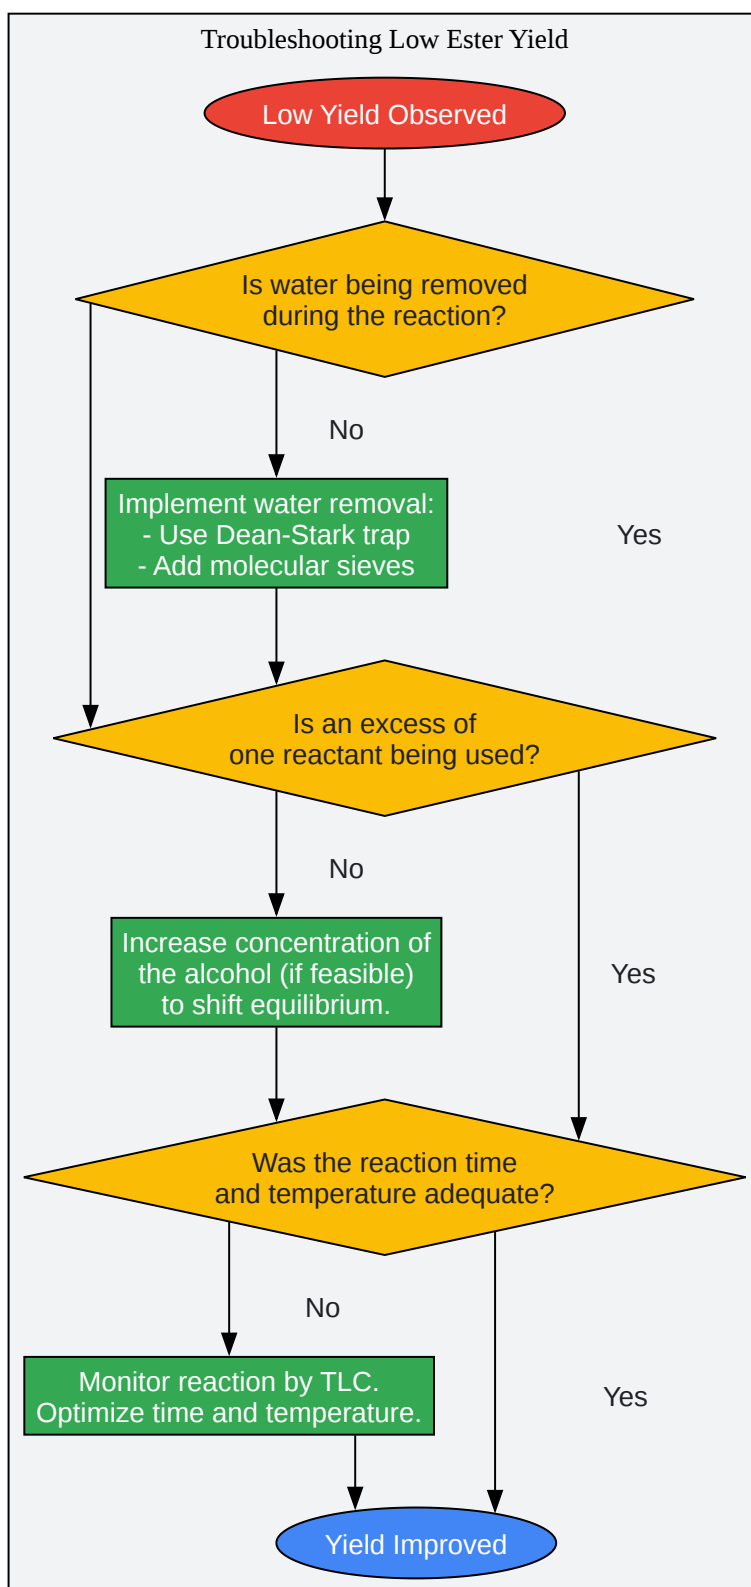 Troubleshooting Low Ester Yield
Low Yield Observed
Is water being removed
during the reaction?
No
Implement water removal:
- Use Dean-Stark trap
- Add molecular sieves
Yes
Is an excess of
one reactant being used?
No
Increase concentration of
the alcohol (if feasible)
to shift equilibrium.
Yes
Was the reaction time
and temperature adequate?
No
Monitor reaction by TLC.
Optimize time and temperature.
Yes
Yield Improved